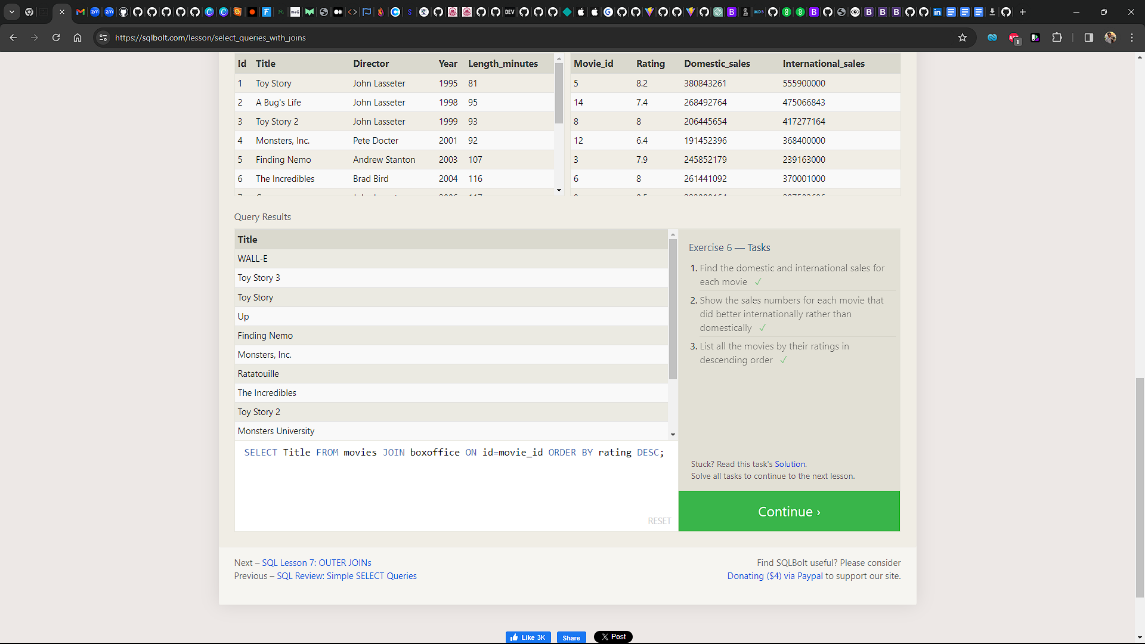 https://sqlbolt.com/lesson/select_queries_with_joins
Id Title Director Year Length_minutes
1 Toy Story John Lasseter 1995 81
2 A Bug's Life John Lasseter 1998 95
3 Toy Story 2 John Lasseter 1999 93
4 Monsters, Inc. Pete Docter 2001 92
5 Finding Nemo Andrew Stanton 2003 107
6 The Incredibles Brad Bird 2004 116
Movie_id Rating Domestic_sales International_sales
5 8.2 380843261 555900000
14 7.4 268492764 475066843
8 8 206445654 417277164
12 6.4 191452396 368400000
3 7.9 245852179 239163000
6 8 261441092 370001000
Query Results
Title
WALL-E
Toy Story 3
Toy Story
Up
Finding Nemo
Monsters, Inc.
Ratatouille
The Incredibles
Toy Story 2
Monsters University
SELECT Title FROM movies JOIN boxoffice ON id=movie_id ORDER BY rating DESC;
RESET
Exercise 6 — Tasks
1. Find the domestic and international sales for
each movie ✓
2. Show the sales numbers for each movie that
did better internationally rather than
domestically ✓
3. List all the movies by their ratings in
descending order ✓
Stuck? Read this task's Solution.
Solve all tasks to continue to the next lesson.
Continue ›
Next – SQL Lesson 7: OUTER JOINs
Previous – SQL Review: Simple SELECT Queries
Find SQLBolt useful? Please consider
Donating ($4) via Paypal to support our site.
Like 3K
Share
X Post